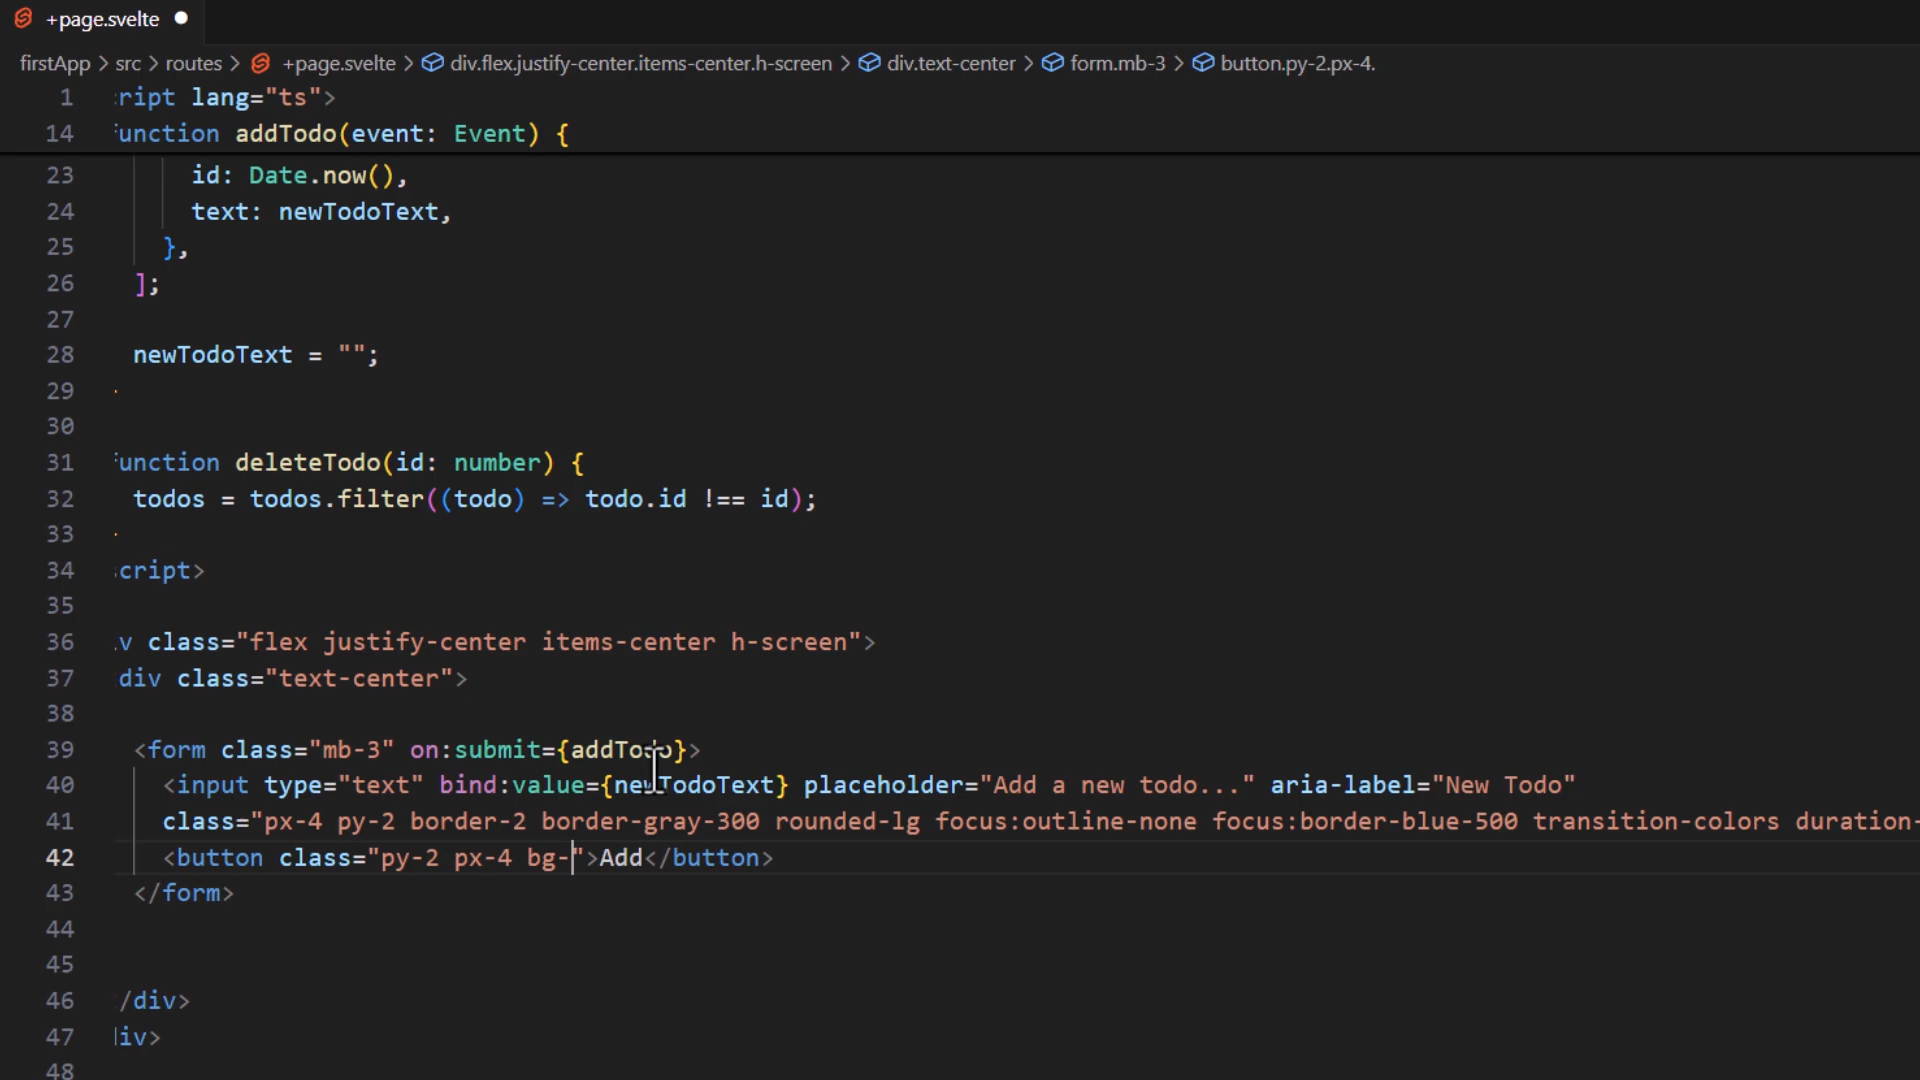 +page.svelte
firstApp > src > routes > +page.svelte > div.flex.justify-center.items-center.h-screen > div.text-center > form.mb-3 > button.py-2.px-4.
1 ript lang="ts">
14 unction addTodo(event: Event) {
23 id: Date.now(),
24 text: newTodoText,
25 },
26 ];
27
28 newTodoText = "";
29
30
31 unction deleteTodo(id: number) {
32 todos = todos.filter((todo) => todo.id !== id);
33
34 cript>
35
36 v class="flex justify-center items-center h-screen">
37 div class="text-center">
38
39 <form class="mb-3" on:submit={addTodo}>
40 <input type="text" bind:value={newTodoText} placeholder="Add a new todo..." aria-label="New Todo"
41 class="px-4 py-2 border-2 border-gray-300 rounded-lg focus:outline-none focus:border-blue-500 transition-colors duration-
42 <button class="py-2 px-4 bg-">Add</button>
43 </form>
44
45
46 /div>
47 div>
48